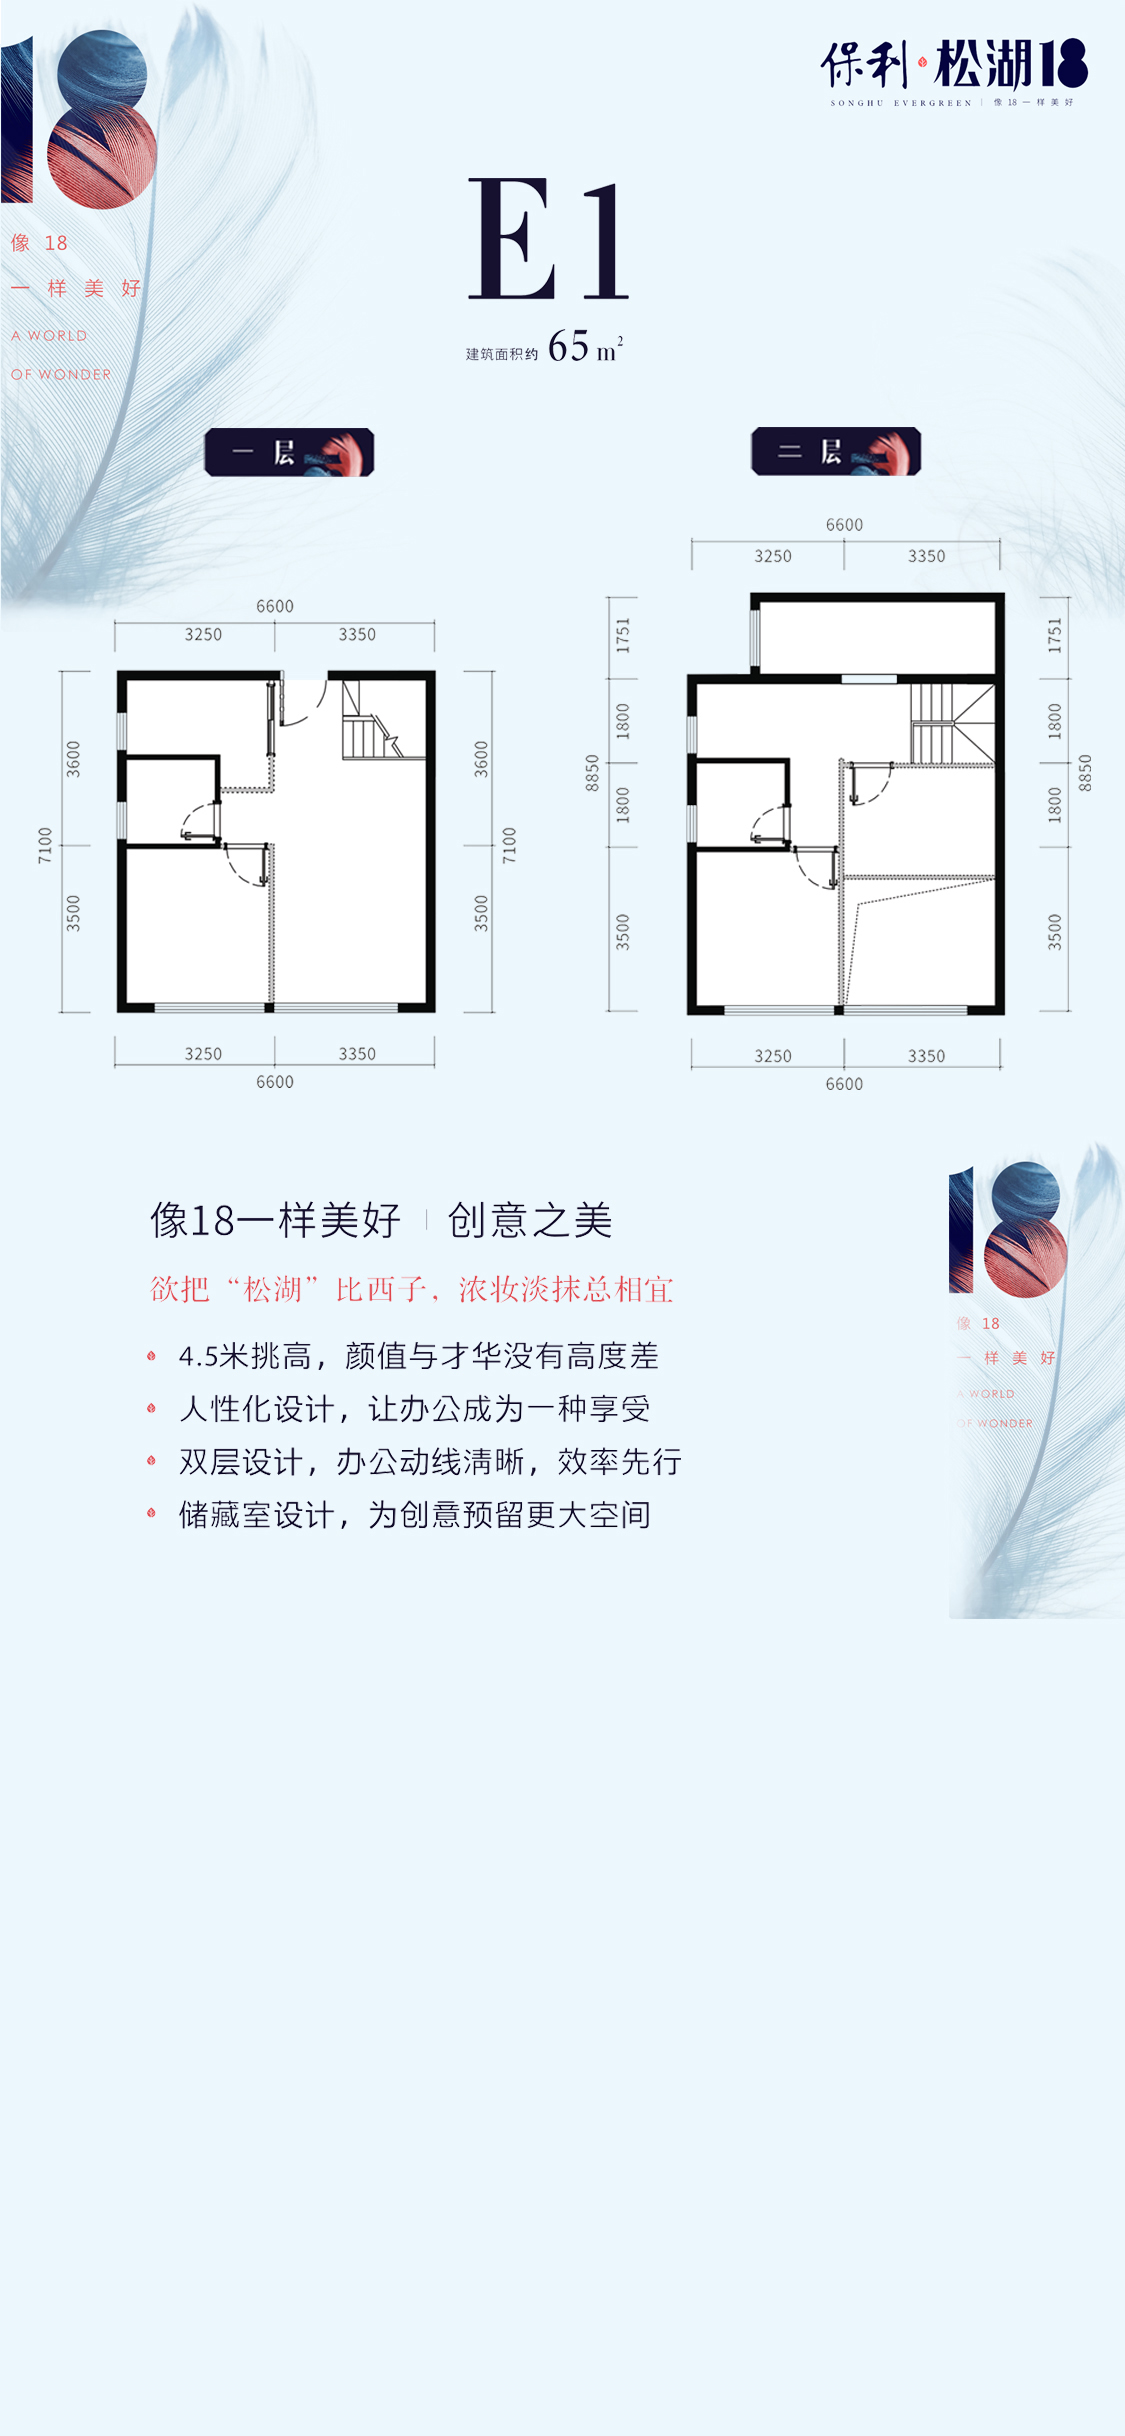 18
像 18
一样美好
A WORLD
OF WONDER
保利·松湖18
SONGHU EVERGREEN | 像18一样美好
E1
建筑面积约 65 m²
一层
二层
6600
3250 3350
3600
3500
7100
3600
3500
7100
3250 3350
6600
6600
3250 3350
1751
1800
1800
3500
8850
1751
1800
1800
3500
8850
3250 3350
6600
像18一样美好 | 创意之美
欲把“松湖”比西子，浓妆淡抹总相宜
4.5米挑高，颜值与才华没有高度差
人性化设计，让办公成为一种享受
双层设计，办公动线清晰，效率先行
储藏室设计，为创意预留更大空间
18
像 18
一样美好
A WORLD
OF WONDER